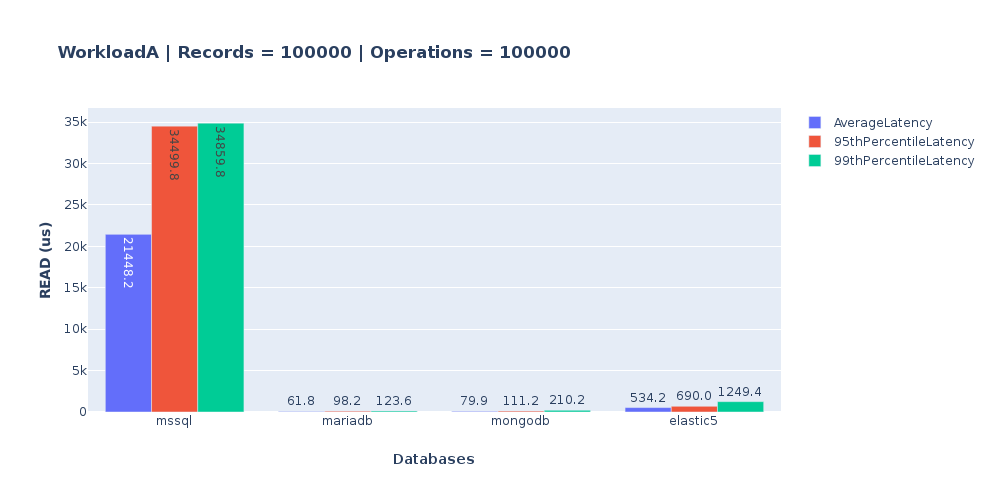 WorkloadA | Records = 100000 | Operations = 100000
AverageLatency
95thPercentileLatency
99thPercentileLatency
READ (us)
35k
30k
25k
20k
15k
10k
5k
0
21448.2
34499.8
34859.8
61.8
98.2
123.6
79.9
111.2
210.2
534.2
690.0
1249.4
mssql
mariadb
mongodb
elastic5
Databases